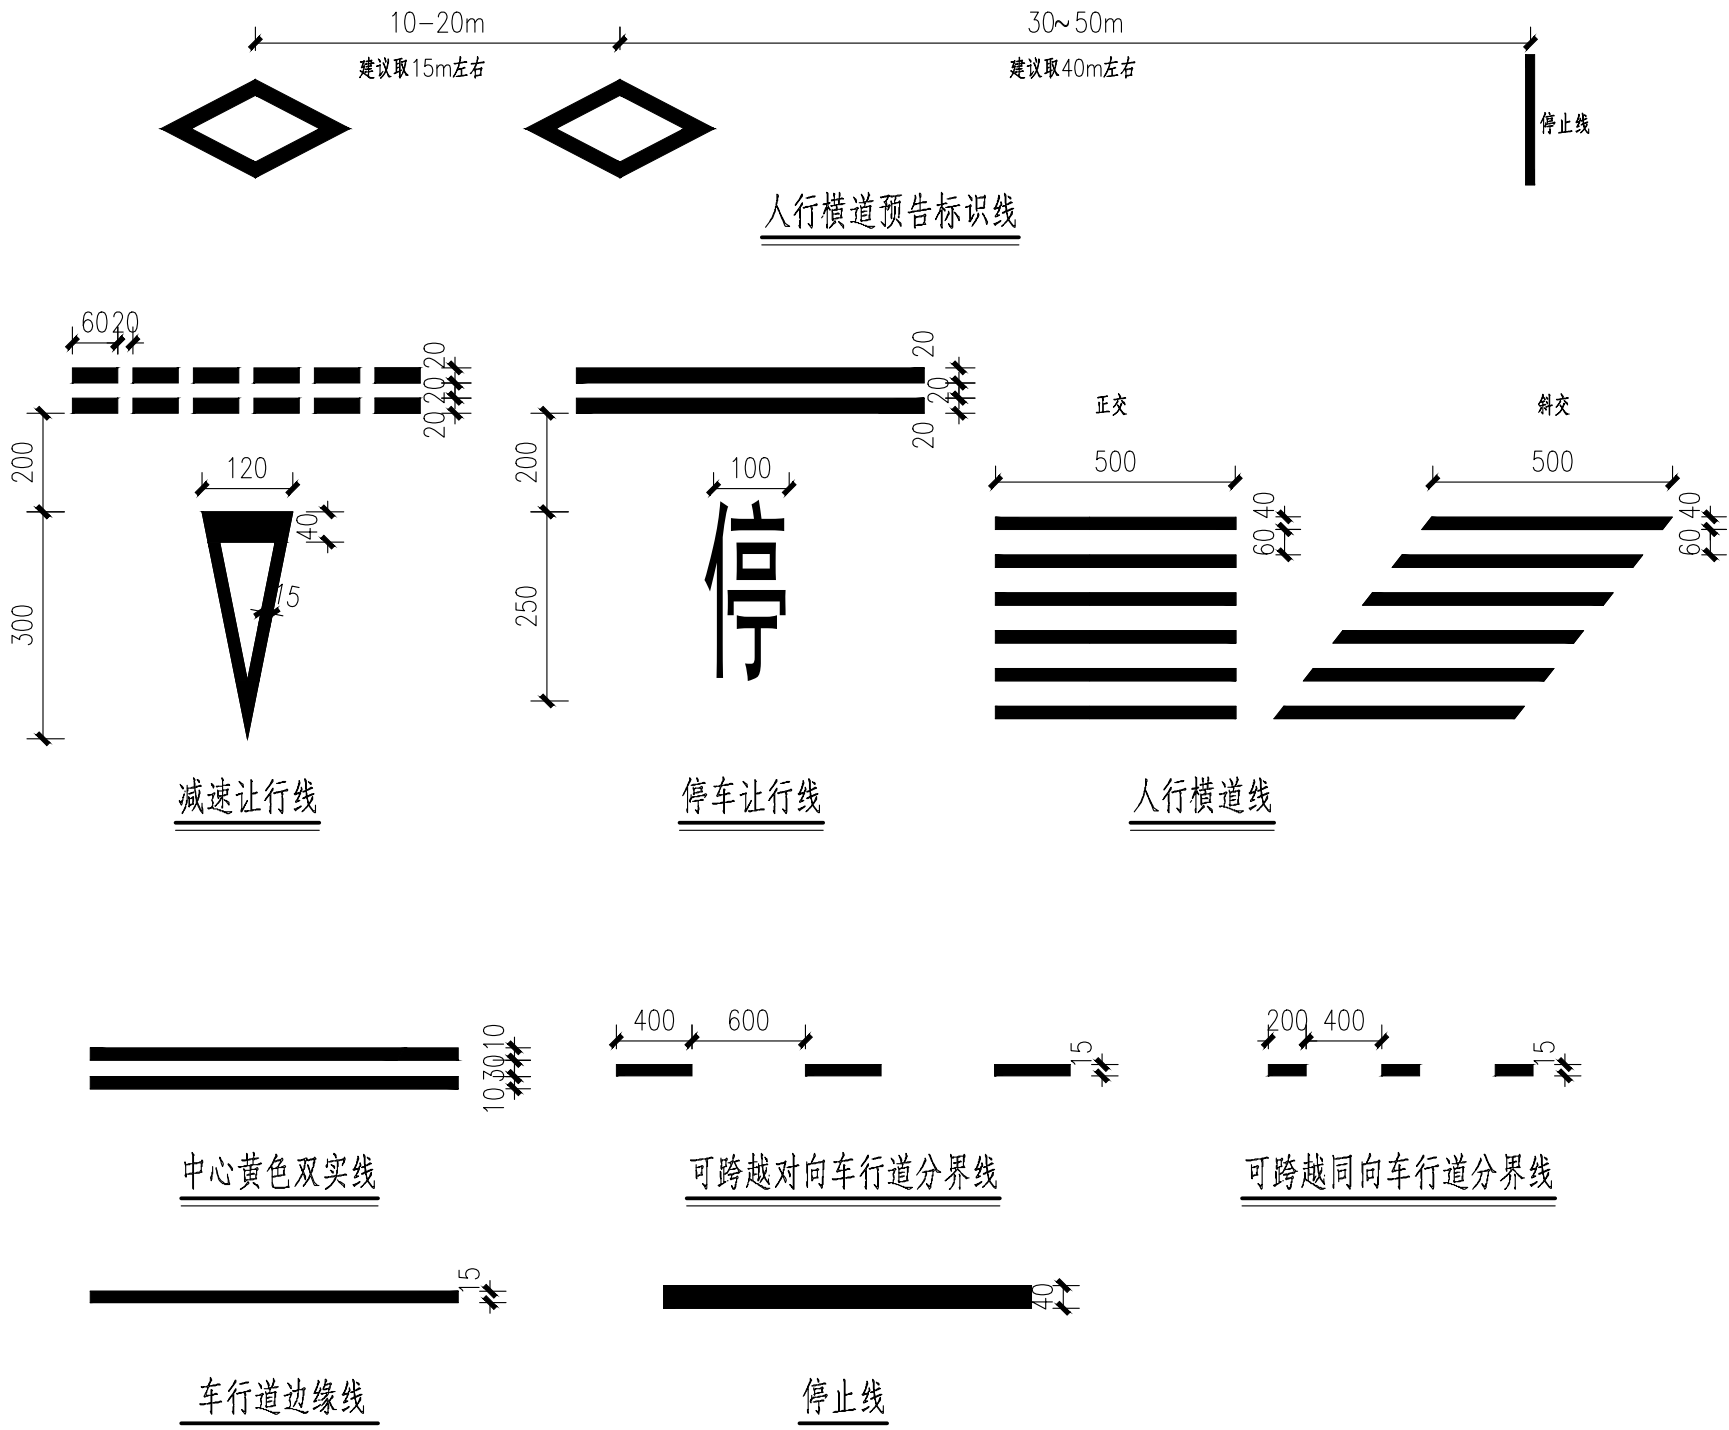 10-20m
30~50m
建议取15m左右
建议取40m左右
停止线
人行横道预告标识线
60 20
20
20
20
200
120
40
15
300
减速让行线
20
20
20
200
100
停
250
停车让行线
正交
斜交
500
500
40
60
40
60
人行横道线
10
30
10
中心黄色双实线
400
600
15
可跨越对向车行道分界线
200
400
15
可跨越同向车行道分界线
15
车行道边缘线
40
停止线